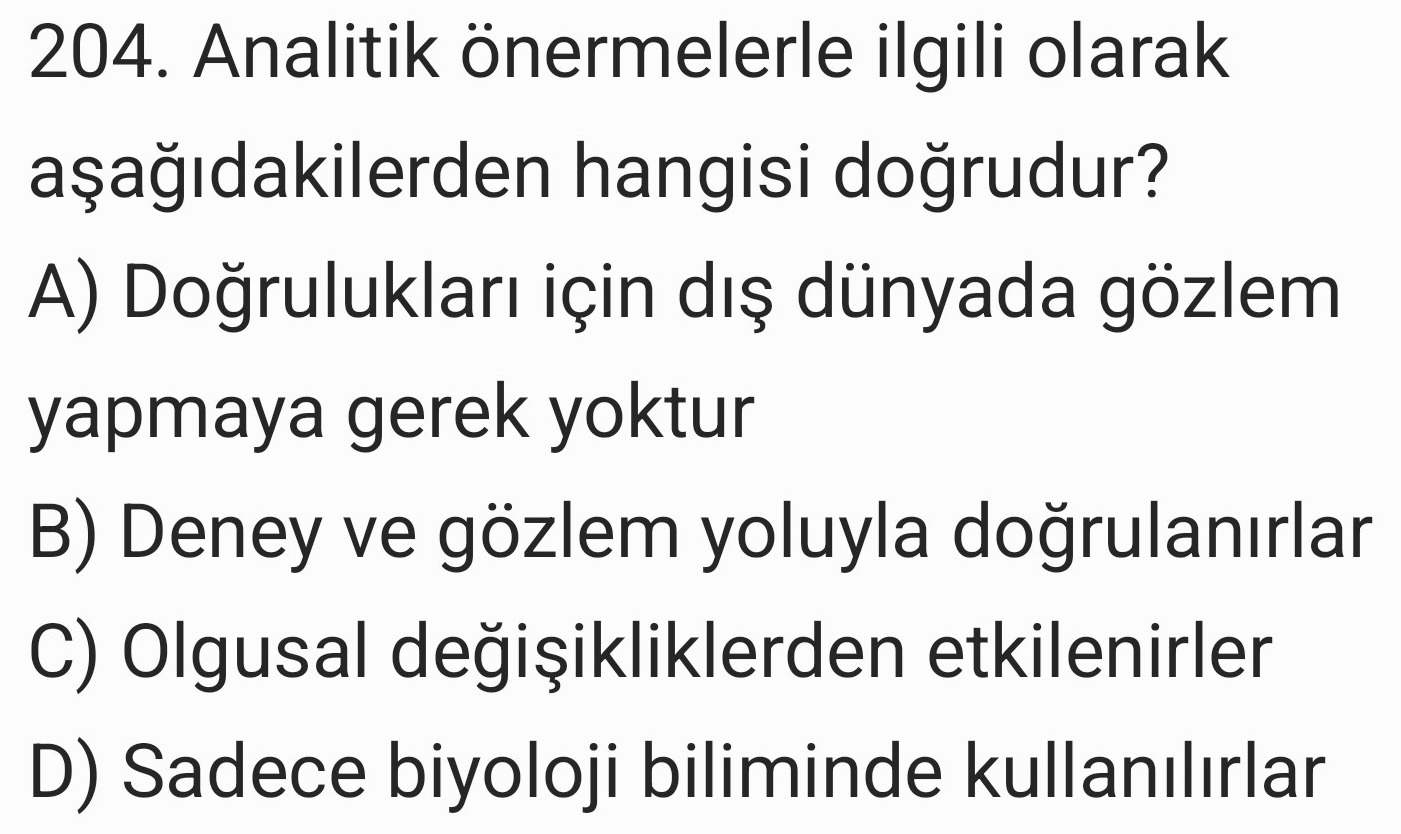 204. Analitik önermelerle ilgili olarak
aşağıdakilerden hangisi doğrudur?
A) Doğrulukları için dış dünyada gözlem
yapmaya gerek yoktur
B) Deney ve gözlem yoluyla doğrulanırlar
C) Olgusal değişikliklerden etkilenirler
D) Sadece biyoloji biliminde kullanılırlar